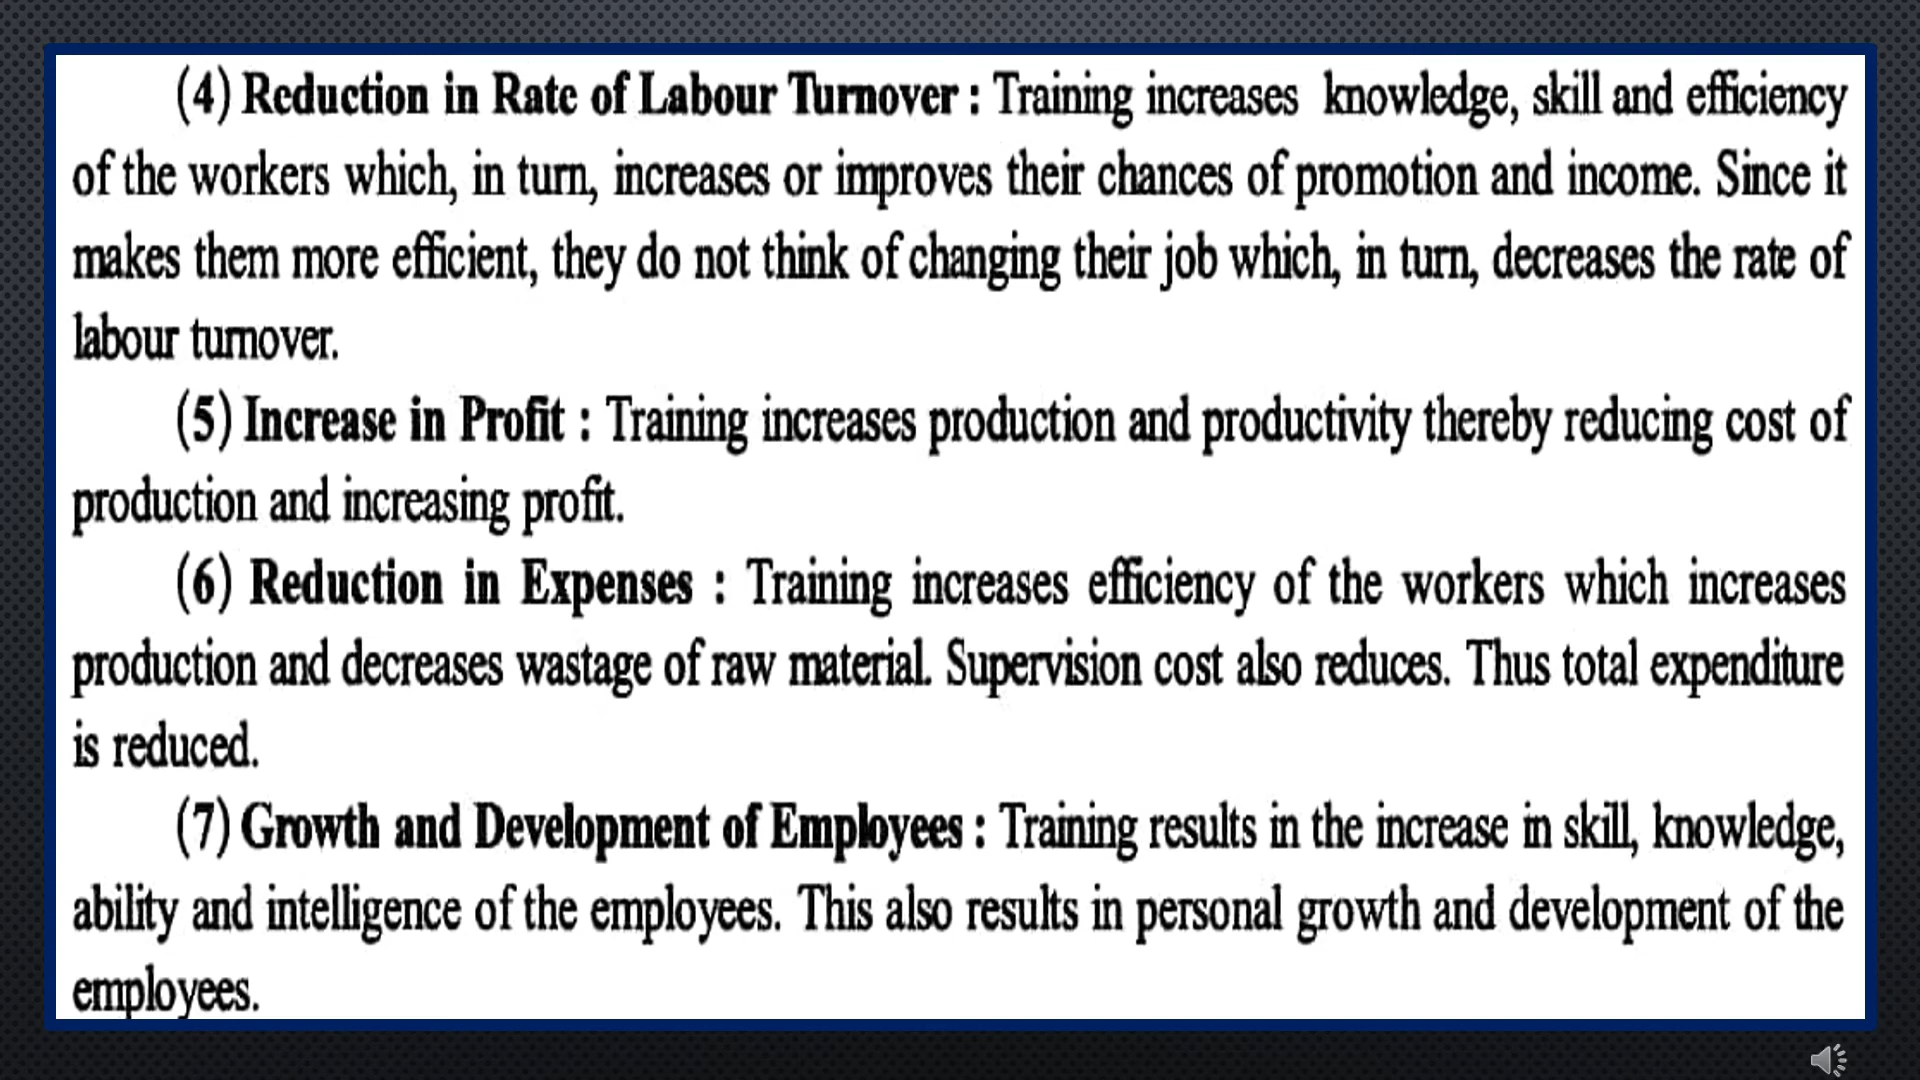 (4) Reduction in Rate of Labour Turnover : Training increases knowledge, skill and efficiency
of the workers which, in turn, increases or improves their chances of promotion and income. Since it
makes them more efficient, they do not think of changing their job which, in turn, decreases the rate of
labour turnover.
(5) Increase in Profit : Training increases production and productivity thereby reducing cost of
production and increasing profit.
(6) Reduction in Expenses : Training increases efficiency of the workers which increases
production and decreases wastage of raw material. Supervision cost also reduces. Thus total expenditure
is reduced.
(7) Growth and Development of Employees : Training results in the increase in skill, knowledge,
ability and intelligence of the employees. This also results in personal growth and development of the
employees.